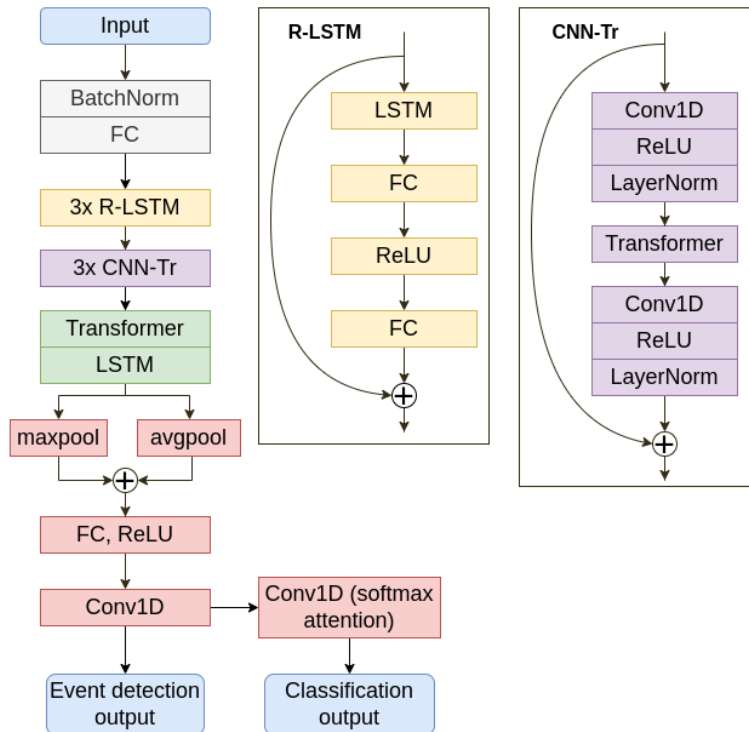 Input
BatchNorm
FC
3x R-LSTM
3x CNN-Tr
Transformer
LSTM
maxpool
avgpool
FC, ReLU
Conv1D
Conv1D (softmax
attention)
Event detection
output
Classification
output
R-LSTM
LSTM
FC
ReLU
FC
CNN-Tr
Conv1D
ReLU
LayerNorm
Transformer
Conv1D
ReLU
LayerNorm